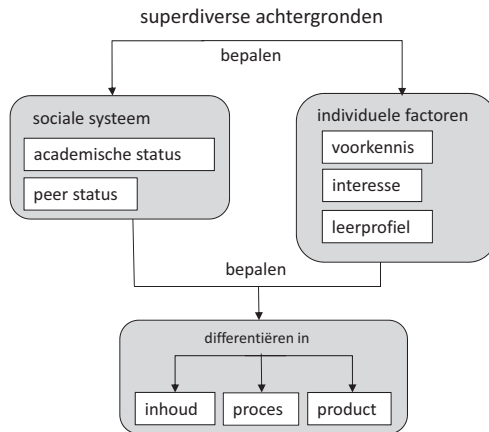 superdiverse achtergronden
bepalen
sociale systeem
academische status
peer status
individuele factoren
voorkennis
interesse
leerprofiel
bepalen
differentiëren in
inhoud
proces
product